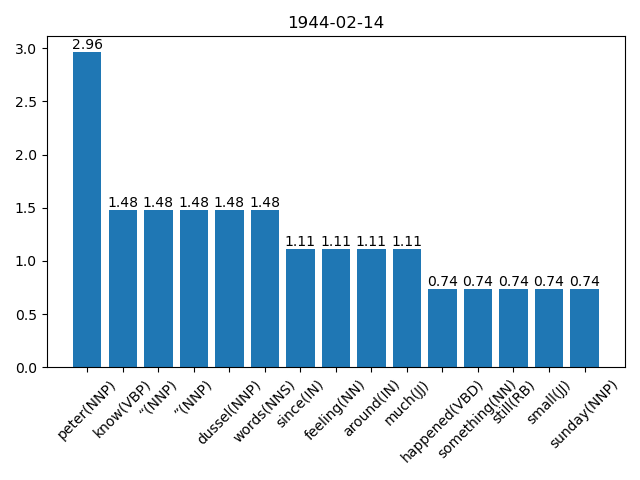 1944-02-14
3.0
2.5
2.0
1.5
1.0
0.5
0.0
2.96
1.48 1.48 1.48 1.48 1.48
1.11 1.11 1.11 1.11
0.74 0.74 0.74 0.74 0.74
peter(NNP)
know(VBP)
“(NNP)
“(NNP)
dussel(NNP)
words(NNS)
since(IN)
feeling(NN)
around(IN)
much(JJ)
happened(VBD)
something(NN)
still(RB)
small(JJ)
sunday(NNP)